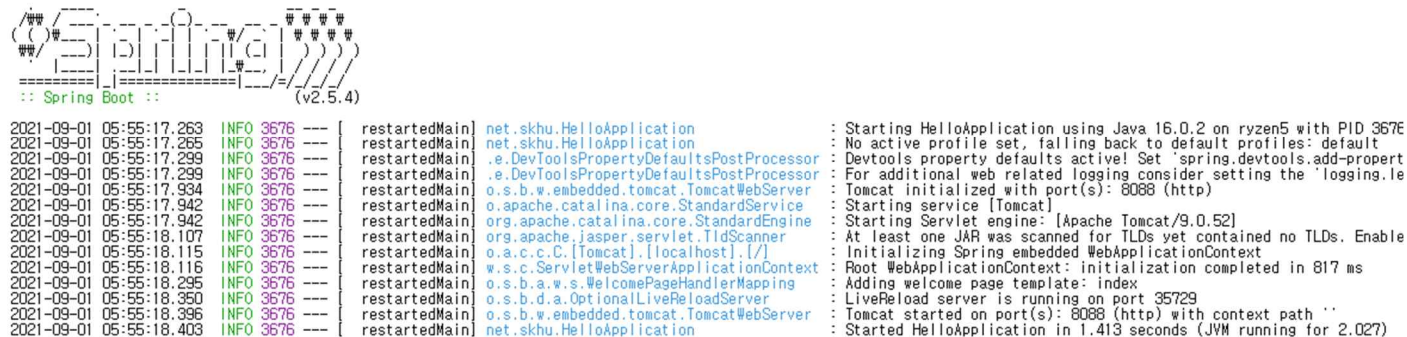 :: Spring Boot :: (v2.5.4)
2021-09-01 05:55:17.263 INFO 3676 --- [ restartedMain] net.skhu.HelloApplication : Starting HelloApplication using Java 16.0.2 on ryzen5 with PID 3676
2021-09-01 05:55:17.265 INFO 3676 --- [ restartedMain] net.skhu.HelloApplication : No active profile set, falling back to default profiles: default
2021-09-01 05:55:17.299 INFO 3676 --- [ restartedMain] .e.DevToolsPropertyDefaultsPostProcessor : Devtools property defaults active! Set 'spring.devtools.add-propert
2021-09-01 05:55:17.299 INFO 3676 --- [ restartedMain] .e.DevToolsPropertyDefaultsPostProcessor : For additional web related logging consider setting the 'logging.le
2021-09-01 05:55:17.934 INFO 3676 --- [ restartedMain] o.s.b.w.embedded.tomcat.TomcatWebServer : Tomcat initialized with port(s): 8088 (http)
2021-09-01 05:55:17.942 INFO 3676 --- [ restartedMain] o.apache.catalina.core.StandardService : Starting service [Tomcat]
2021-09-01 05:55:17.942 INFO 3676 --- [ restartedMain] org.apache.catalina.core.StandardEngine : Starting Servlet engine: [Apache Tomcat/9.0.52]
2021-09-01 05:55:18.107 INFO 3676 --- [ restartedMain] org.apache.jasper.servlet.TldScanner : At least one JAR was scanned for TLDs yet contained no TLDs. Enable
2021-09-01 05:55:18.115 INFO 3676 --- [ restartedMain] o.a.c.c.C.[Tomcat].[localhost].[/] : Initializing Spring embedded WebApplicationContext
2021-09-01 05:55:18.116 INFO 3676 --- [ restartedMain] w.s.c.ServletWebServerApplicationContext : Root WebApplicationContext: initialization completed in 817 ms
2021-09-01 05:55:18.295 INFO 3676 --- [ restartedMain] o.s.b.a.w.s.WelcomePageHandlerMapping : Adding welcome page template: index
2021-09-01 05:55:18.350 INFO 3676 --- [ restartedMain] o.s.b.d.a.OptionalLiveReloadServer : LiveReload server is running on port 35729
2021-09-01 05:55:18.396 INFO 3676 --- [ restartedMain] o.s.b.w.embedded.tomcat.TomcatWebServer : Tomcat started on port(s): 8088 (http) with context path ''
2021-09-01 05:55:18.403 INFO 3676 --- [ restartedMain] net.skhu.HelloApplication : Started HelloApplication in 1.413 seconds (JVM running for 2.027)